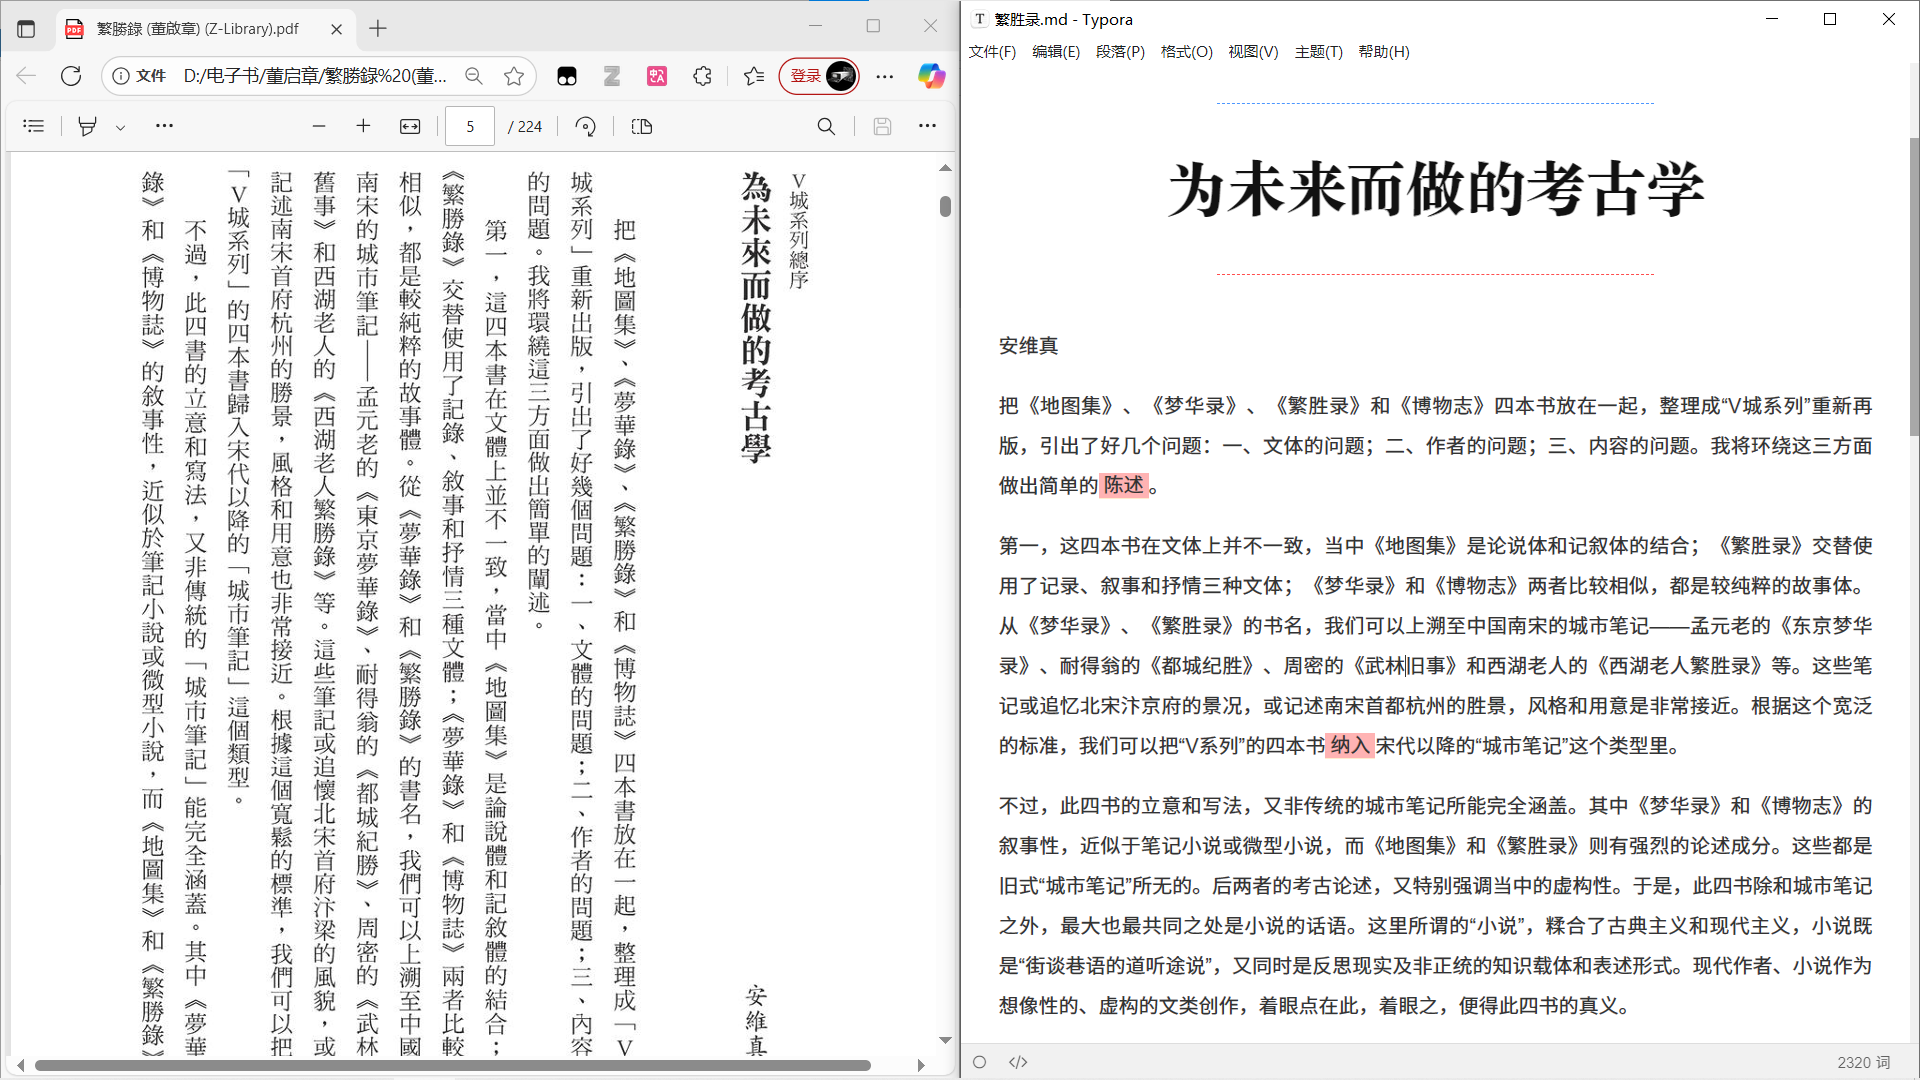 繁勝錄 (董啟章) (Z-Library).pdf
文件
D:/电子书/董启章/繁勝錄%20(董...
登录
5
/ 224
V城系列總序
為未來而做的考古學
安維真
把《地圖集》、《夢華錄》、《繁勝錄》和《博物誌》四本書放在一起，整理成「V
城系列」重新出版，引出了好幾個問題：一、文體的問題；二、作者的問題；三、內容
的問題。我將環繞這三方面做出簡單的闡述。
第一，這四本書在文體上並不一致，當中《地圖集》是論說體和記敘體的結合；
《繁勝錄》交替使用了記錄、敘事和抒情三種文體；《夢華錄》和《博物誌》兩者比較
相似，都是較純粹的故事體。從《夢華錄》和《繁勝錄》的書名，我們可以上溯至中國
南宋的城市筆記——孟元老的《東京夢華錄》、耐得翁的《都城紀勝》、周密的《武林
舊事》和西湖老人的《西湖老人繁勝錄》等。這些筆記或追懷北宋首府汴梁的風貌，或
記述南宋首府杭州的勝景，風格和用意也非常接近。根據這個寬鬆的標準，我們可以把
「V城系列」的四本書歸入宋代以降的「城市筆記」這個類型。
不過，此四書的立意和寫法，又非傳統的「城市筆記」能完全涵蓋。其中《夢華
錄》和《博物誌》的敘事性，近似於筆記小說或微型小說，而《地圖集》和《繁勝錄》
繁胜录.md - Typora
文件(F) 编辑(E) 段落(P) 格式(O) 视图(V) 主题(T) 帮助(H)
为未来而做的考古学
安维真
把《地图集》、《梦华录》、《繁胜录》和《博物志》四本书放在一起，整理成“V城系列”重新再
版，引出了好几个问题：一、文体的问题；二、作者的问题；三、内容的问题。我将环绕这三方面
做出简单的 陈述 。
第一，这四本书在文体上并不一致，当中《地图集》是论说体和记叙体的结合；《繁胜录》交替使
用了记录、叙事和抒情三种文体；《梦华录》和《博物志》两者比较相似，都是较纯粹的故事体。
从《梦华录》、《繁胜录》的书名，我们可以上溯至中国南宋的城市笔记——孟元老的《东京梦华
录》、耐得翁的《都城纪胜》、周密的《武林旧事》和西湖老人的《西湖老人繁胜录》等。这些笔
记或追忆北宋汴京府的景况，或记述南宋首都杭州的胜景，风格和用意是非常接近。根据这个宽泛
的标准，我们可以把“V系列”的四本书 纳入 宋代以降的“城市笔记”这个类型里。
不过，此四书的立意和写法，又非传统的城市笔记所能完全涵盖。其中《梦华录》和《博物志》的
叙事性，近似于笔记小说或微型小说，而《地图集》和《繁胜录》则有强烈的论述成分。这些都是
旧式“城市笔记”所无的。后两者的考古论述，又特别强调当中的虚构性。于是，此四书除和城市笔记
之外，最大也最共同之处是小说的话语。这里所谓的“小说”，糅合了古典主义和现代主义，小说既
是“街谈巷语的道听途说”，又同时是反思现实及非正统的知识载体和表述形式。现代作者、小说作为
想像性的、虚构的文类创作，着眼点在此，着眼之，便得此四书的真义。
2320 词